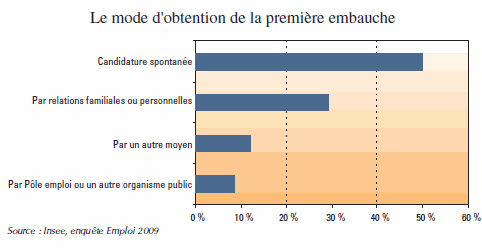 Le mode d'obtention de la première embauche
Candidature spontanée
Par relations familiales ou personnelles
Par un autre moyen
Par Pôle emploi ou un autre organisme public
0 % 10 % 20 % 30 % 40 % 50 % 60 %
Source : Insee, enquête Emploi 2009